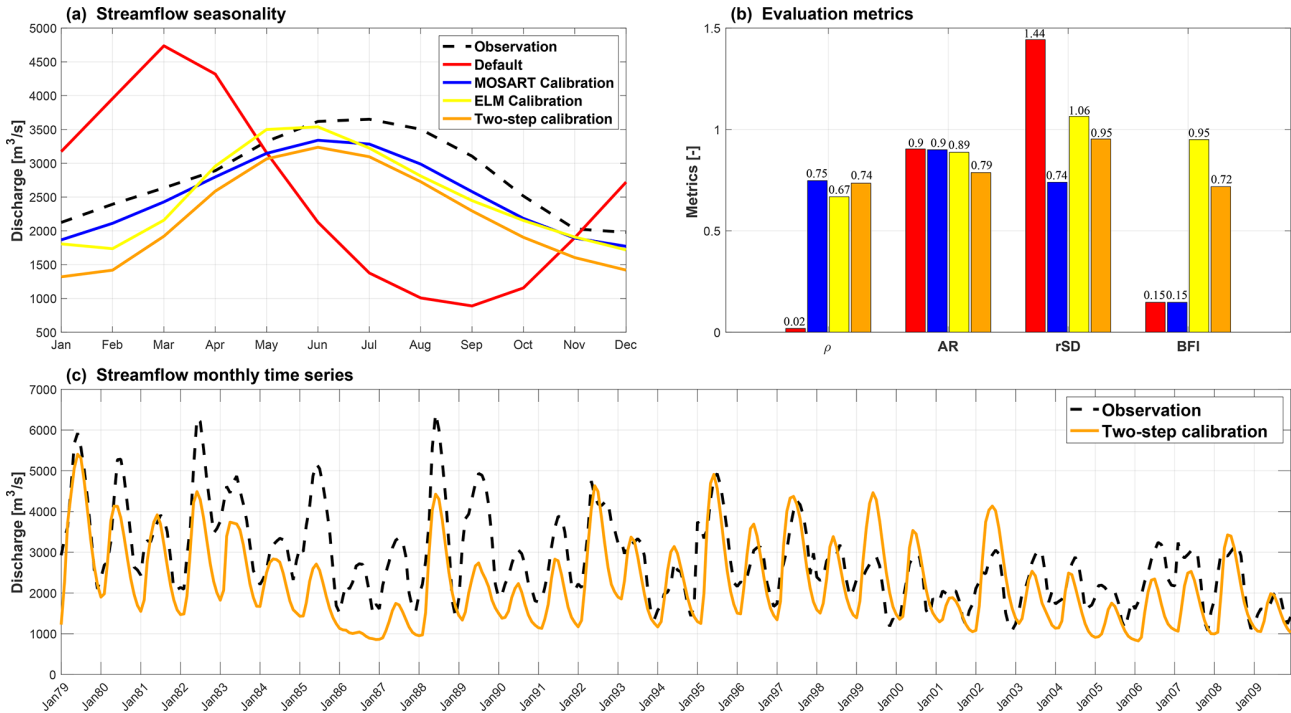 (a) Streamflow seasonality
Discharge [m³/s]
5000
4500
4000
3500
3000
2500
2000
1500
1000
500
Jan Feb Mar Apr May Jun Jul Aug Sep Oct Nov Dec
Observation
Default
MOSART Calibration
ELM Calibration
Two-step calibration
(b) Evaluation metrics
Metrics [-]
1.5
1
0.5
0
0.02 0.75 0.67 0.74
0.9 0.9 0.89 0.79
1.44 0.74 1.06 0.95
0.15 0.15 0.95 0.72
ρ AR rSD BFI
(c) Streamflow monthly time series
Discharge [m³/s]
7000
6000
5000
4000
3000
2000
1000
0
Observation
Two-step calibration
Jan79 Jan80 Jan81 Jan82 Jan83 Jan84 Jan85 Jan86 Jan87 Jan88 Jan89 Jan90 Jan91 Jan92 Jan93 Jan94 Jan95 Jan96 Jan97 Jan98 Jan99 Jan00 Jan01 Jan02 Jan03 Jan04 Jan05 Jan06 Jan07 Jan08 Jan09